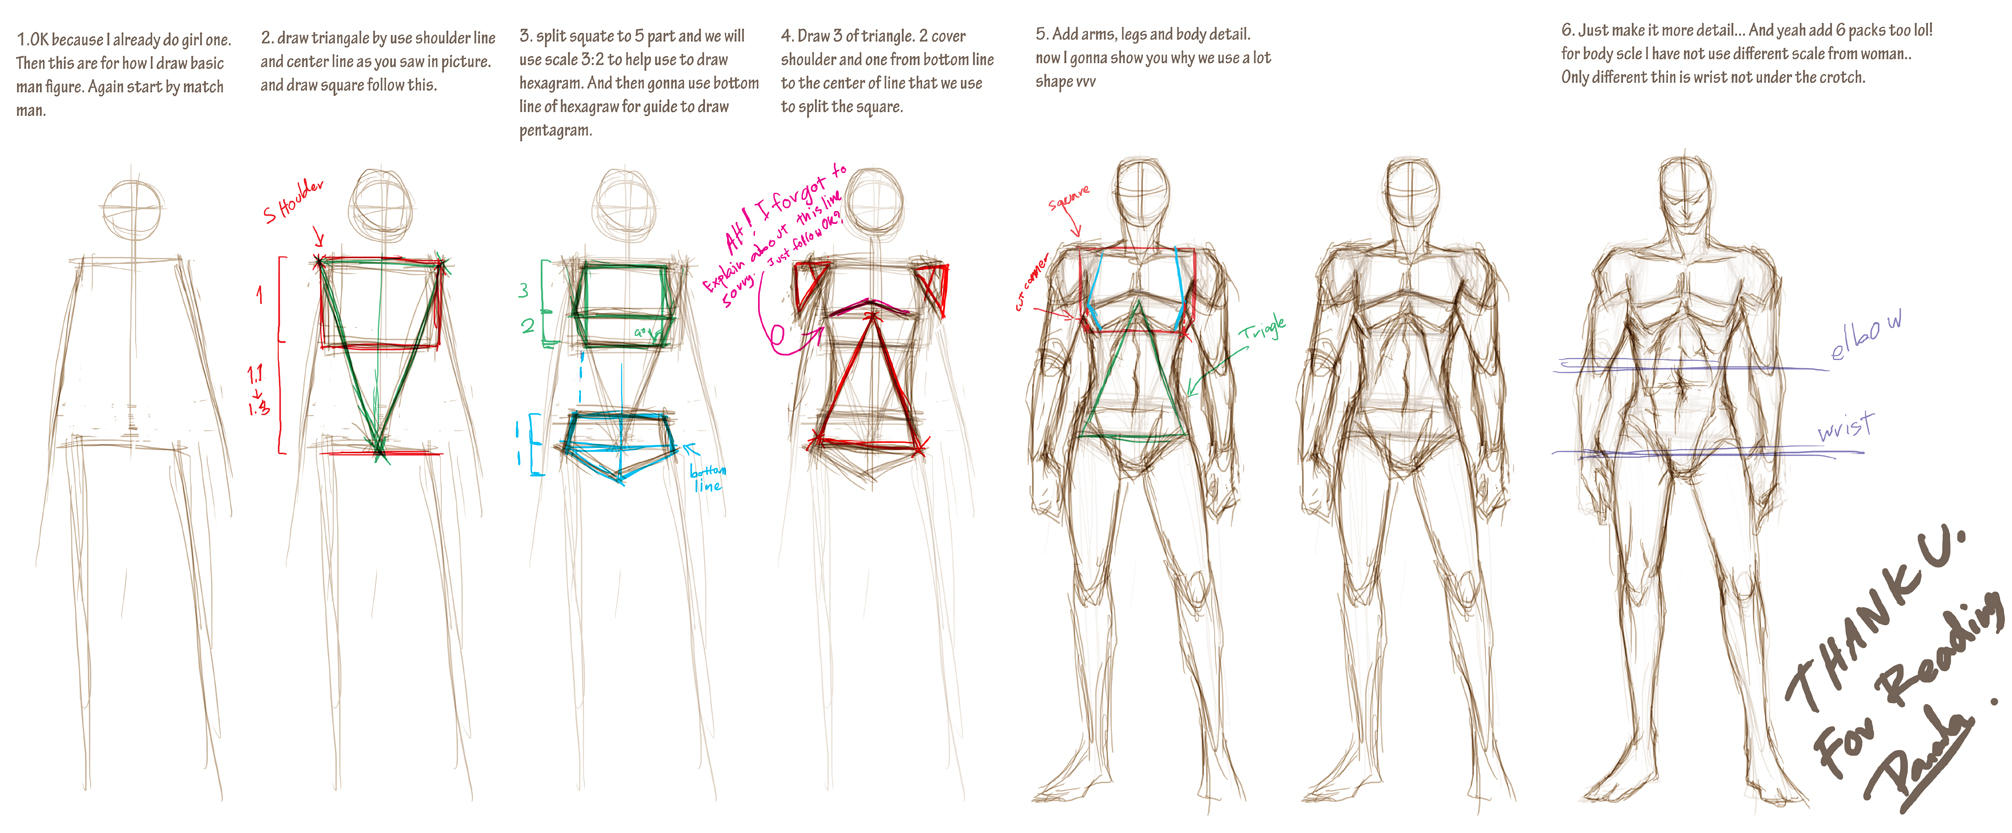 1.OK because I already do girl one.
Then this are for how I draw basic
man figure. Again start by match
man.
2. draw triangale by use shoulder line
and center line as you saw in picture.
and draw square follow this.
3. split squate to 5 part and we will
use scale 3:2 to help use to draw
hexagram. And then gonna use bottom
line of hexagraw for guide to draw
pentagram.
4. Draw 3 of triangle. 2 cover
shoulder and one from bottom line
to the center of line that we use
to split the square.
5. Add arms, legs and body detail.
now I gonna show you why we use a lot
shape vvv
6. Just make it more detail... And yeah add 6 packs too lol!
for body scle I have not use different scale from woman..
Only different thin is wrist not under the crotch.
SHoulder
1
1.1
1.3
3
2
90°
1
1
bottom
line
AH! I forgot to
Explain about this line
sorry. Just follow OK?
square
cut corner
Triagle
elbow
wrist
THANK U.
For Reading